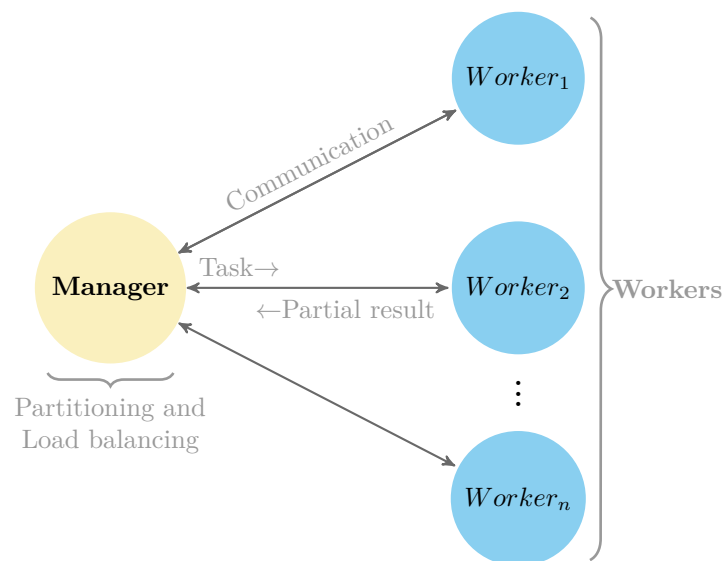 Worker₁
Communication
Task→
Manager
Worker₂
Workers
←Partial result
Partitioning and
Load balancing
Workerₙ